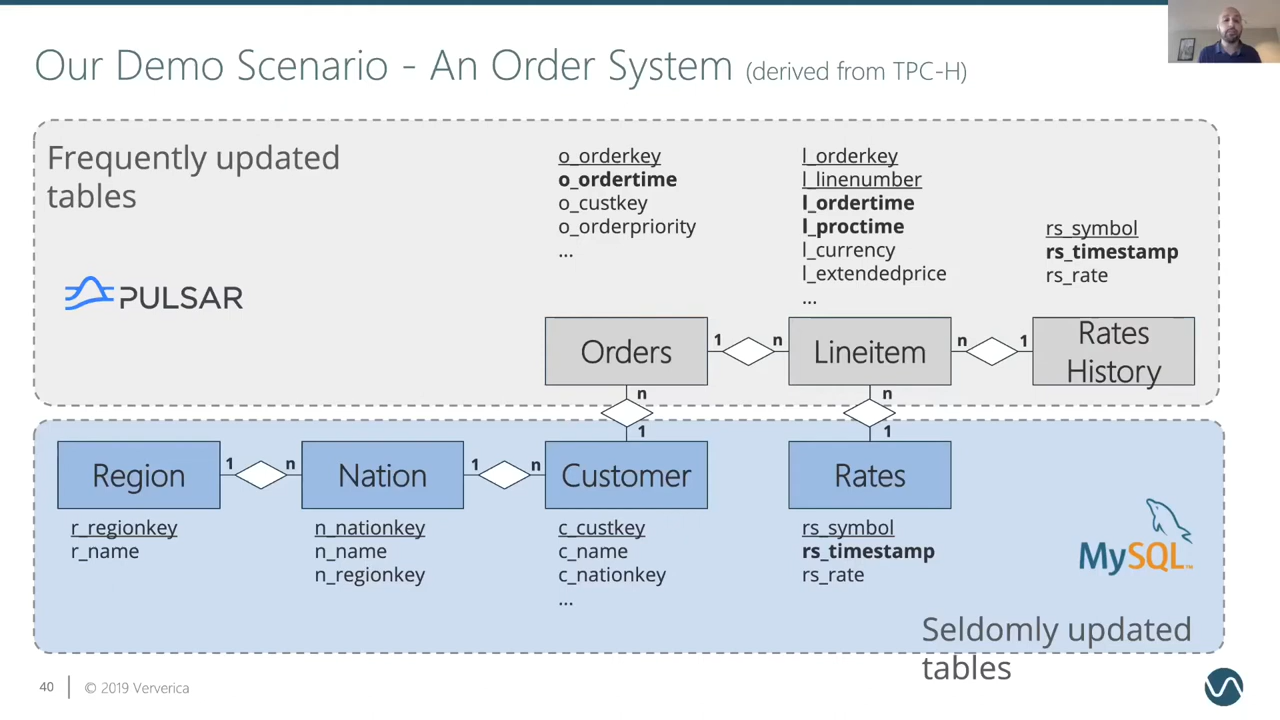 Our Demo Scenario - An Order System (derived from TPC-H)
Frequently updated
tables
PULSAR
o_orderkey
o_ordertime
o_custkey
o_orderpriority
...
l_orderkey
l_linenumber
l_ordertime
l_proctime
l_currency
l_extendedprice
...
rs_symbol
rs_timestamp
rs_rate
Orders
1
n
Lineitem
n
1
Rates
History
n
1
n
1
Region
1
n
Nation
1
n
Customer
Rates
r_regionkey
r_name
n_nationkey
n_name
n_regionkey
c_custkey
c_name
c_nationkey
...
rs_symbol
rs_timestamp
rs_rate
MySQL
Seldomly updated
tables
40
© 2019 Ververica